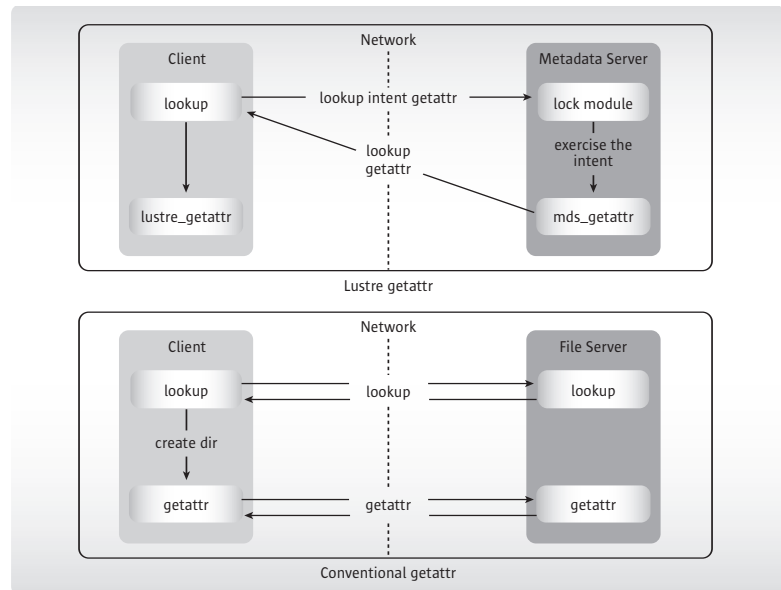 Network
Client
Metadata Server
lookup
lookup intent getattr
lock module
exercise the
intent
lookup
getattr
lustre_getattr
mds_getattr
Lustre getattr
Network
Client
File Server
lookup
lookup
lookup
create dir
getattr
getattr
getattr
Conventional getattr